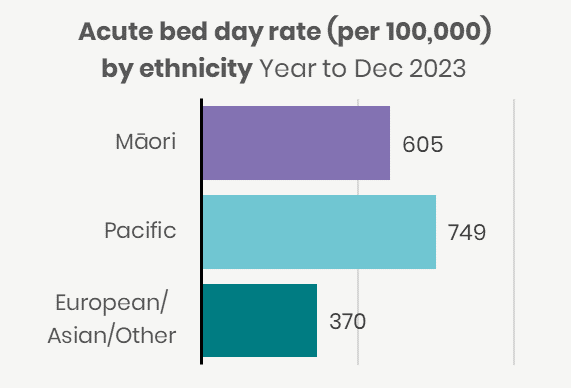 Acute bed day rate (per 100,000)
by ethnicity Year to Dec 2023
Māori
605
Pacific
749
European/
Asian/Other
370